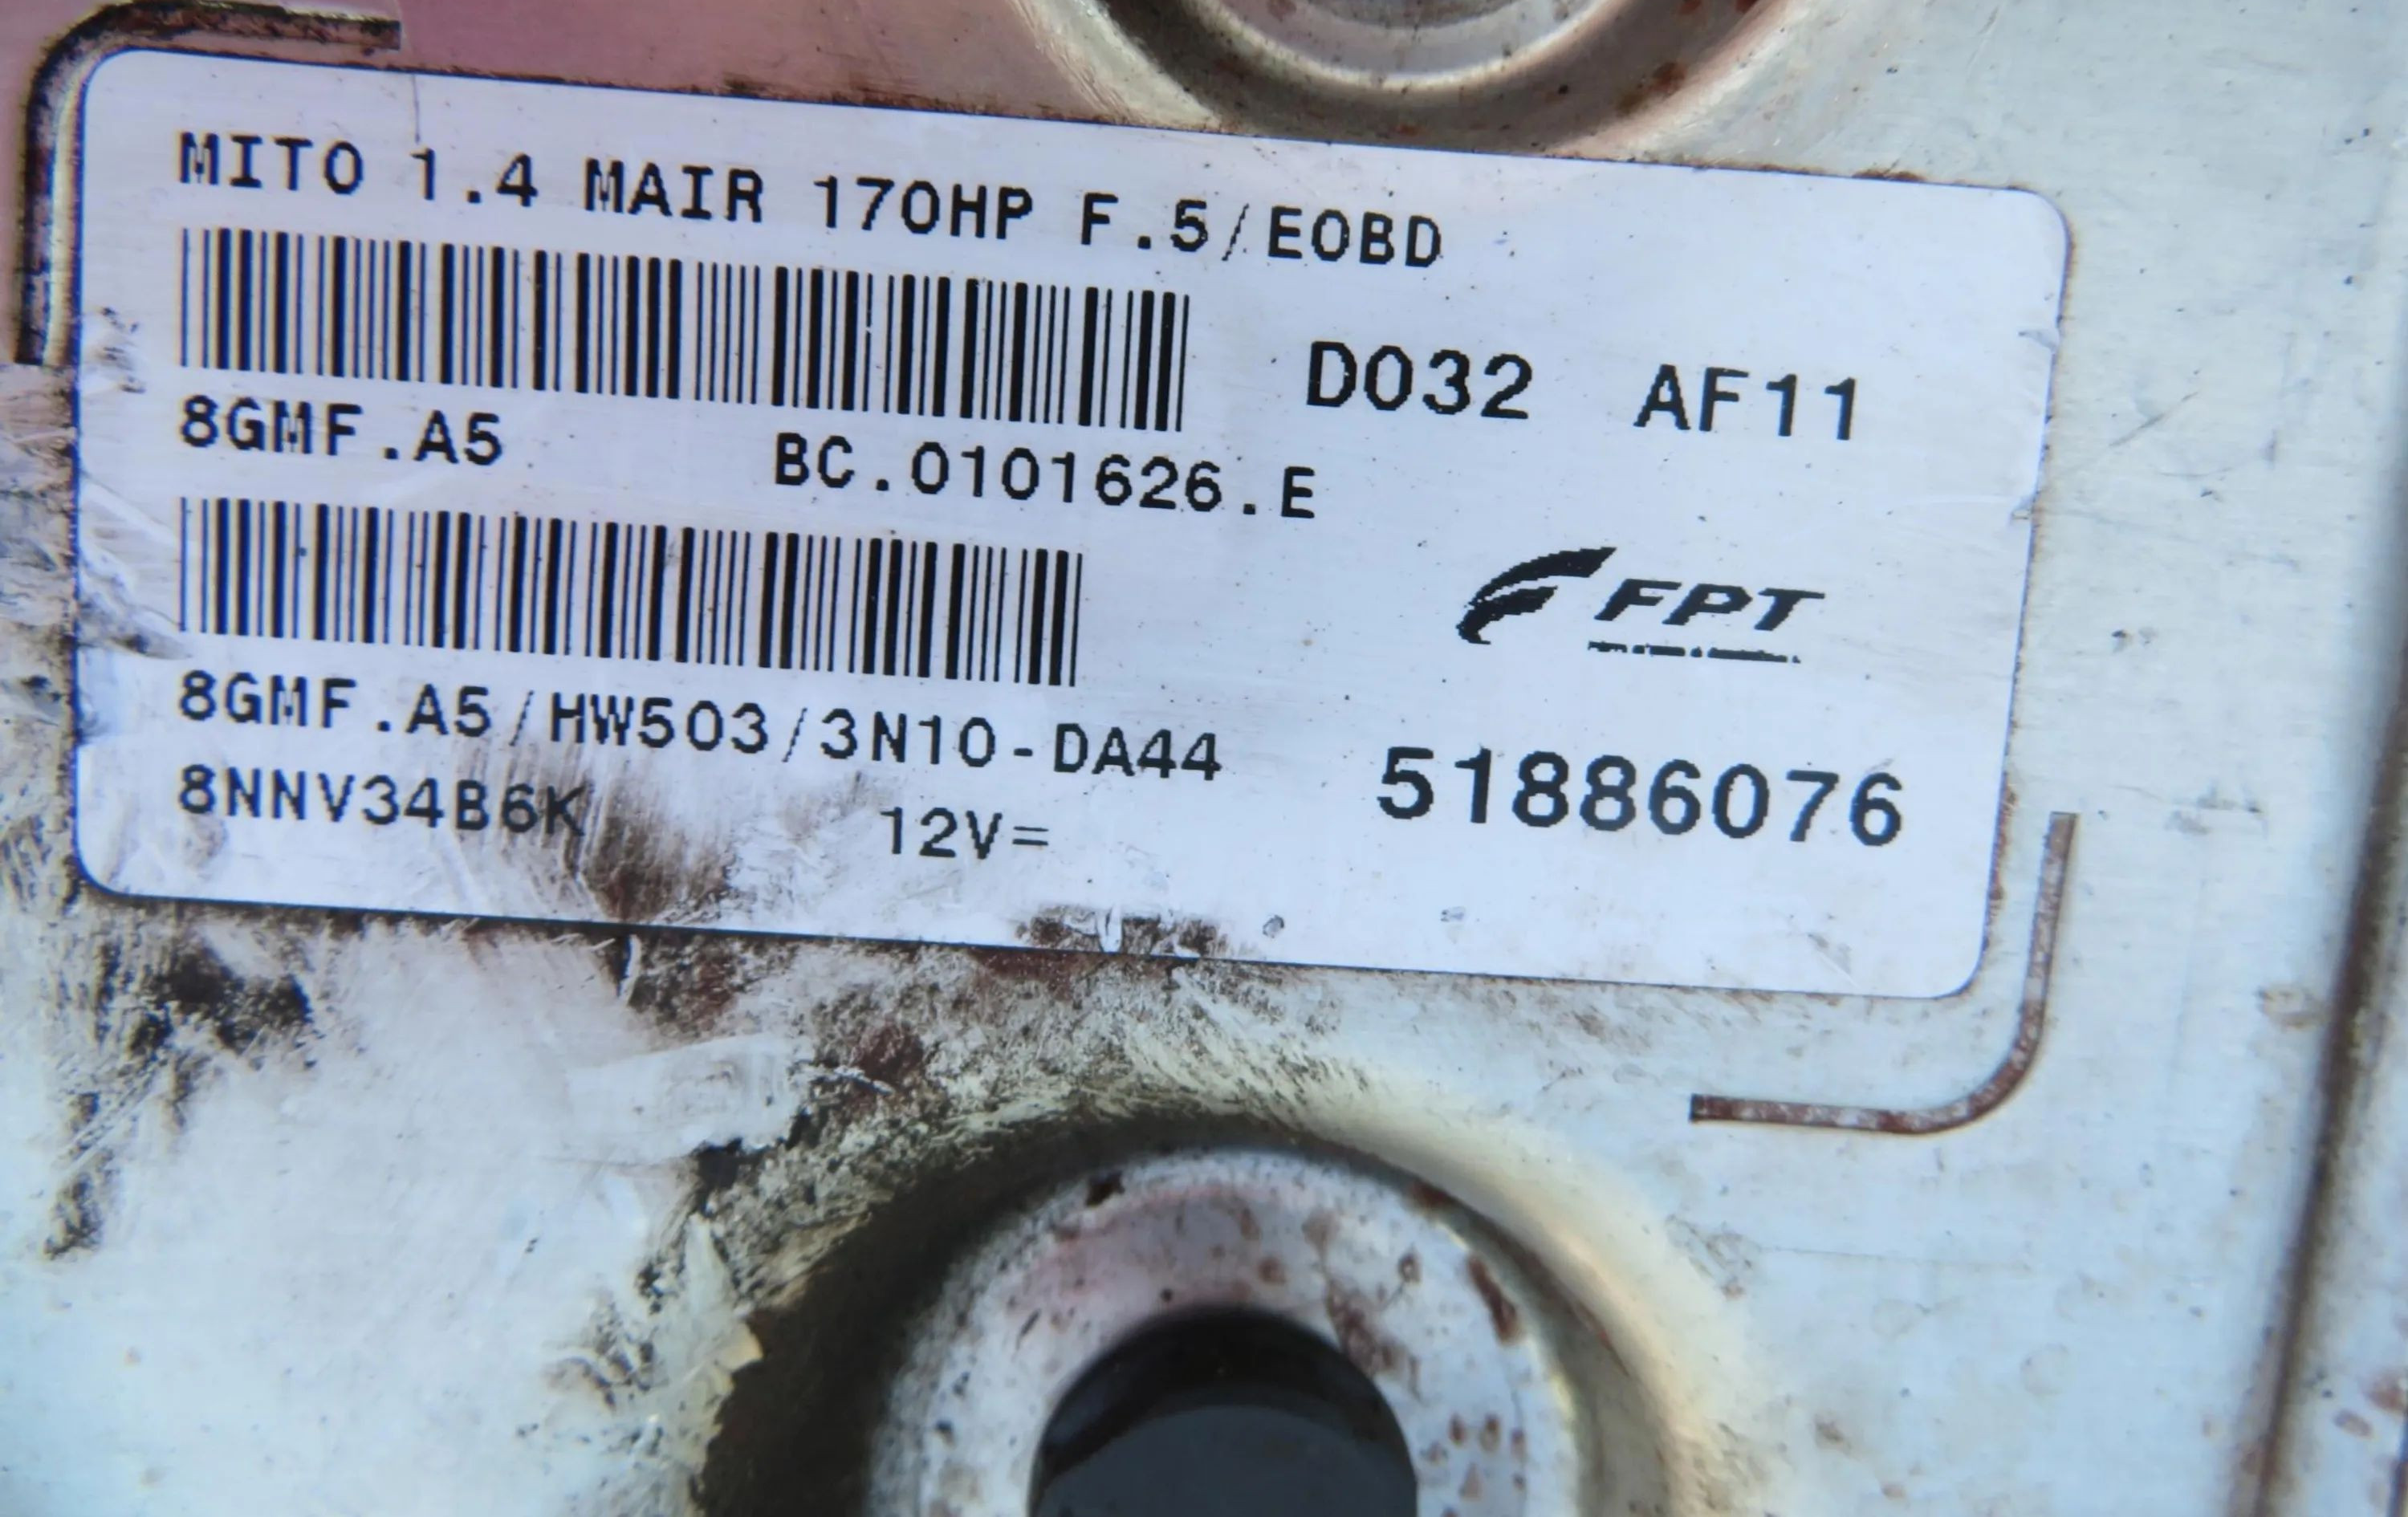 MITO 1.4 MAIR 170HP F.5/EOBD
D032 AF11
8GMF.A5 BC.0101626.E
FPT
8GMF.A5/HW503/3N10-DA44
51886076
8NNV34B6K 12V=